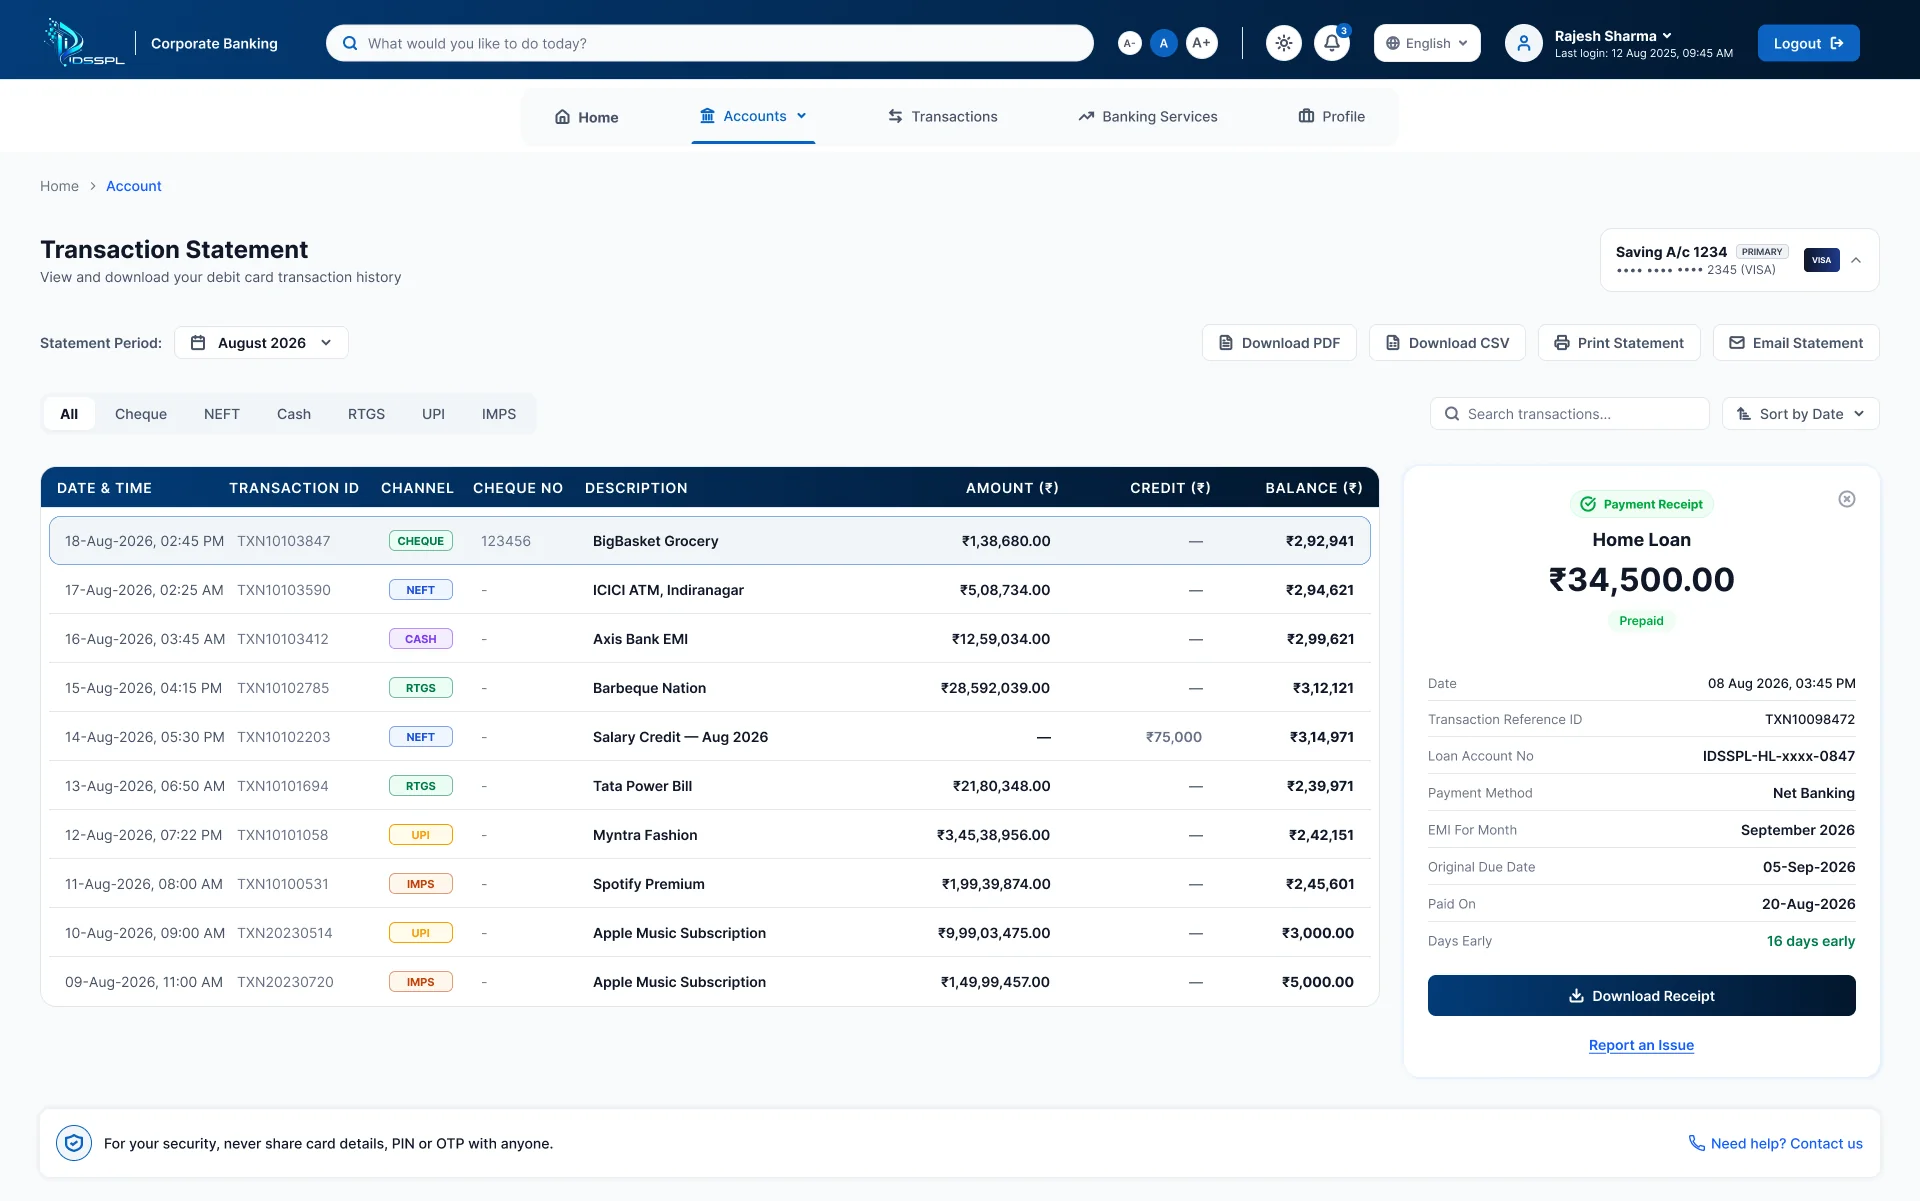 IDSSPL
Corporate Banking
What would you like to do today?
A-
A
A+
3
English
Rajesh Sharma
Last login: 12 Aug 2025, 09:45 AM
Logout
Home
Accounts
Transactions
Banking Services
Profile
Home > Account
Transaction Statement
View and download your debit card transaction history
Saving A/c 1234 PRIMARY
•••• •••• •••• 2345 (VISA)
VISA
Statement Period: August 2026
Download PDF
Download CSV
Print Statement
Email Statement
All Cheque NEFT Cash RTGS UPI IMPS
Search transactions...
Sort by Date
DATE & TIME TRANSACTION ID CHANNEL CHEQUE NO DESCRIPTION AMOUNT (₹) CREDIT (₹) BALANCE (₹)
18-Aug-2026, 02:45 PM TXN10103847 CHEQUE 123456 BigBasket Grocery ₹1,38,680.00 — ₹2,92,941
17-Aug-2026, 02:25 AM TXN10103590 NEFT - ICICI ATM, Indiranagar ₹5,08,734.00 — ₹2,94,621
16-Aug-2026, 03:45 AM TXN10103412 CASH - Axis Bank EMI ₹12,59,034.00 — ₹2,99,621
15-Aug-2026, 04:15 PM TXN10102785 RTGS - Barbeque Nation ₹28,592,039.00 — ₹3,12,121
14-Aug-2026, 05:30 PM TXN10102203 NEFT - Salary Credit — Aug 2026 — ₹75,000 ₹3,14,971
13-Aug-2026, 06:50 AM TXN10101694 RTGS - Tata Power Bill ₹21,80,348.00 — ₹2,39,971
12-Aug-2026, 07:22 PM TXN10101058 UPI - Myntra Fashion ₹3,45,38,956.00 — ₹2,42,151
11-Aug-2026, 08:00 AM TXN10100531 IMPS - Spotify Premium ₹1,99,39,874.00 — ₹2,45,601
10-Aug-2026, 09:00 AM TXN20230514 UPI - Apple Music Subscription ₹9,99,03,475.00 — ₹3,000.00
09-Aug-2026, 11:00 AM TXN20230720 IMPS - Apple Music Subscription ₹1,49,99,457.00 — ₹5,000.00
Payment Receipt
Home Loan
₹34,500.00
Prepaid
Date 08 Aug 2026, 03:45 PM
Transaction Reference ID TXN10098472
Loan Account No IDSSPL-HL-xxxx-0847
Payment Method Net Banking
EMI For Month September 2026
Original Due Date 05-Sep-2026
Paid On 20-Aug-2026
Days Early 16 days early
Download Receipt
Report an Issue
For your security, never share card details, PIN or OTP with anyone.
Need help? Contact us